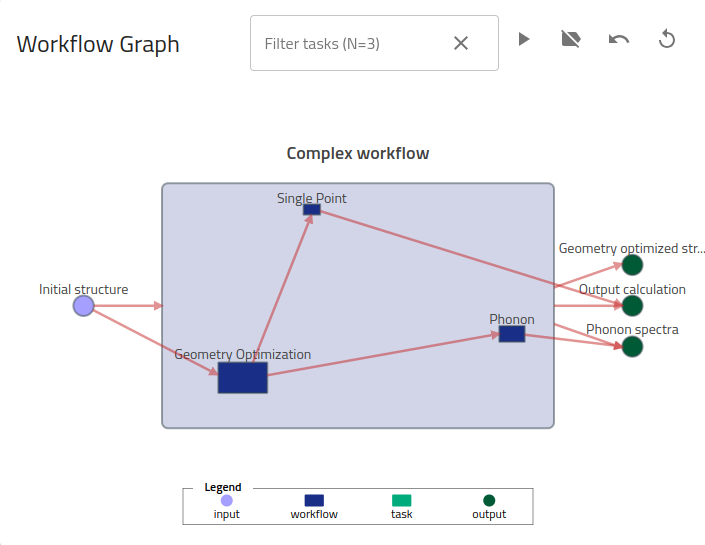 Workflow Graph
Filter tasks (N=3)
Complex workflow
Single Point
Geometry optimized str...
Initial structure
Output calculation
Phonon
Phonon spectra
Geometry Optimization
Legend
input
workflow
task
output